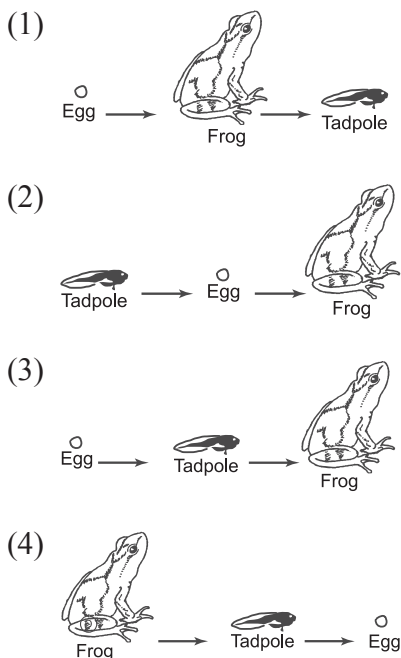 (1)
Egg
Frog
Tadpole
(2)
Tadpole
Egg
Frog
(3)
Egg
Tadpole
Frog
(4)
Frog
Tadpole
Egg